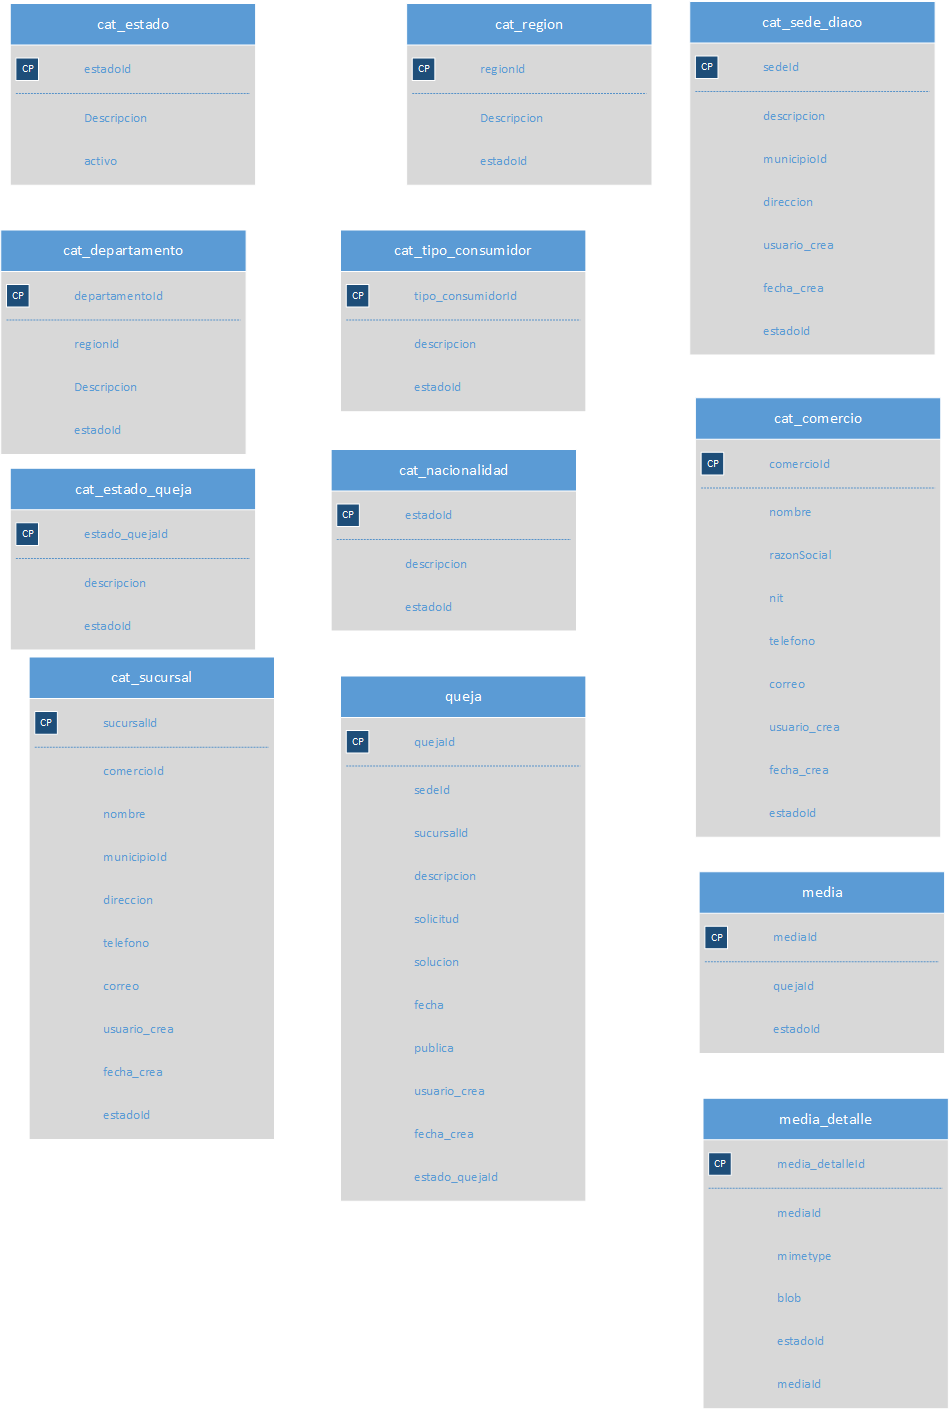 cat_estado
CP
estadoId
Descripcion
activo
cat_region
CP
regionId
Descripcion
estadoId
cat_sede_diaco
CP
sedeId
descripcion
municipioId
direccion
usuario_crea
fecha_crea
estadoId
cat_departamento
CP
departamentoId
regionId
Descripcion
estadoId
cat_tipo_consumidor
CP
tipo_consumidorId
descripcion
estadoId
cat_comercio
CP
comercioId
nombre
razonSocial
nit
telefono
correo
usuario_crea
fecha_crea
estadoId
cat_estado_queja
CP
estado_quejaId
descripcion
estadoId
cat_nacionalidad
CP
estadoId
descripcion
estadoId
cat_sucursal
CP
sucursalId
comercioId
nombre
municipioId
direccion
telefono
correo
usuario_crea
fecha_crea
estadoId
queja
CP
quejaId
sedeId
sucursalId
descripcion
solicitud
solucion
fecha
publica
usuario_crea
fecha_crea
estado_quejaId
media
CP
mediaId
quejaId
estadoId
media_detalle
CP
media_detalleId
mediaId
mimetype
blob
estadoId
mediaId